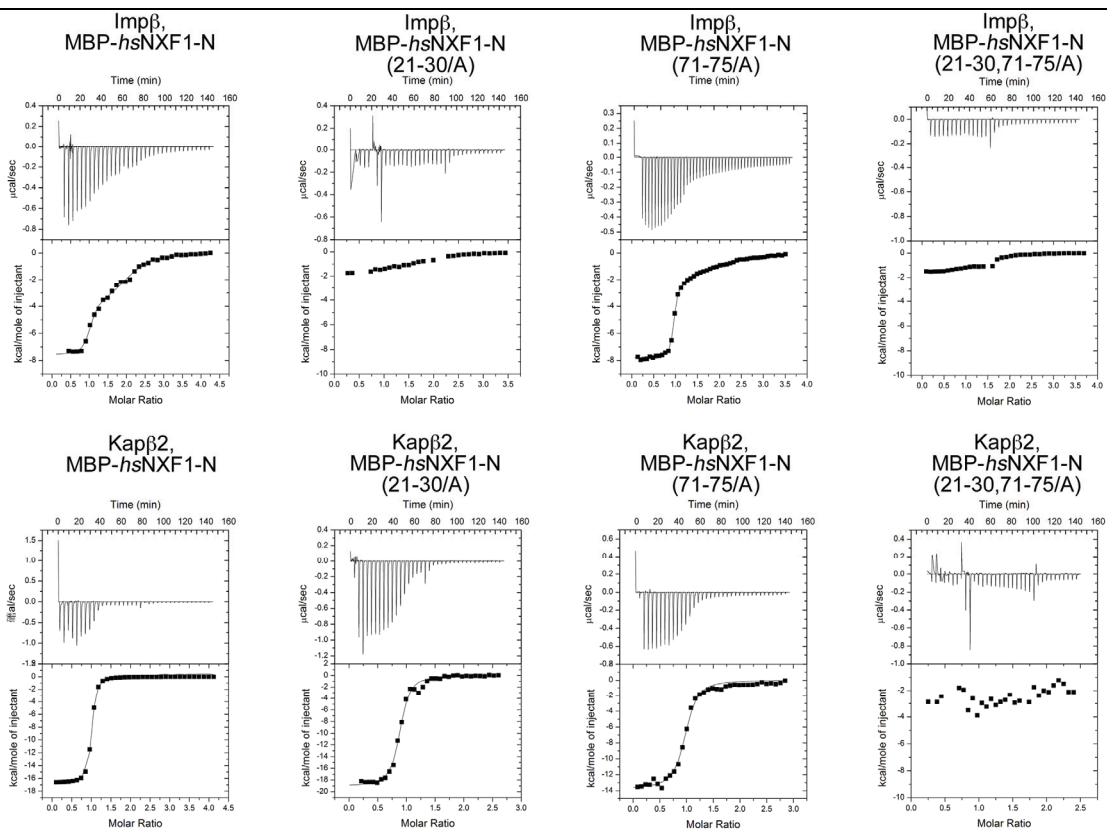 Impβ,
MBP-hsNXF1-N
Time (min)
0 20 40 60 80 100 120 140 160
0.4
0.2
0.0
-0.2
-0.4
-0.6
-0.8
μcal/sec
0
-2
-4
-6
-8
kcal/mole of injectant
0.0 0.5 1.0 1.5 2.0 2.5 3.0 3.5 4.0 4.5
Molar Ratio
Impβ,
MBP-hsNXF1-N
(21-30/A)
Time (min)
0 20 40 60 80 100 120 140 160
0.4
0.2
0.0
-0.2
-0.4
-0.6
-0.8
μcal/sec
0
-2
-4
-6
-8
-10
kcal/mole of injectant
0.0 0.5 1.0 1.5 2.0 2.5 3.0 3.5
Molar Ratio
Impβ,
MBP-hsNXF1-N
(71-75/A)
Time (min)
0 20 40 60 80 100 120 140 160
0.3
0.2
0.1
0.0
-0.1
-0.2
-0.3
-0.4
-0.5
μcal/sec
0
-2
-4
-6
-8
kcal/mole of injectant
0.0 0.5 1.0 1.5 2.0 2.5 3.0 3.5 4.0
Molar Ratio
Impβ,
MBP-hsNXF1-N
(21-30,71-75/A)
Time (min)
0 20 40 60 80 100 120 140 160
0.0
-0.2
-0.4
-0.6
-0.8
-1.0
μcal/sec
0
-2
-4
-6
-8
-10
kcal/mole of injectant
0.0 0.5 1.0 1.5 2.0 2.5 3.0 3.5 4.0
Molar Ratio
Kapβ2,
MBP-hsNXF1-N
Time (min)
0 20 40 60 80 100 120 140 160
1.5
1.0
0.5
0.0
-0.5
-1.0
cal/sec
0
-2
-4
-6
-8
-10
-12
-14
-16
-18
kcal/mole of injectant
0.0 0.5 1.0 1.5 2.0 2.5 3.0 3.5 4.0 4.5
Molar Ratio
Kapβ2,
MBP-hsNXF1-N
(21-30/A)
Time (min)
0 20 40 60 80 100 120 140 160
0.4
0.2
0.0
-0.2
-0.4
-0.6
-0.8
-1.0
-1.2
μcal/sec
2
0
-2
-4
-6
-8
-10
-12
-14
-16
-18
-20
kcal/mole of injectant
0.0 0.5 1.0 1.5 2.0 2.5 3.0
Molar Ratio
Kapβ2,
MBP-hsNXF1-N
(71-75/A)
Time (min)
0 20 40 60 80 100 120 140 160
0.6
0.4
0.2
0.0
-0.2
-0.4
-0.6
-0.8
μcal/sec
0
-2
-4
-6
-8
-10
-12
-14
kcal/mole of injectant
0.0 0.5 1.0 1.5 2.0 2.5 3.0
Molar Ratio
Kapβ2,
MBP-hsNXF1-N
(21-30,71-75/A)
Time (min)
0 20 40 60 80 100 120 140 160
0.4
0.2
0.0
-0.2
-0.4
-0.6
-0.8
-1.0
μcal/sec
0
-2
-4
-6
-8
-10
kcal/mole of injectant
0.0 0.5 1.0 1.5 2.0 2.5
Molar Ratio